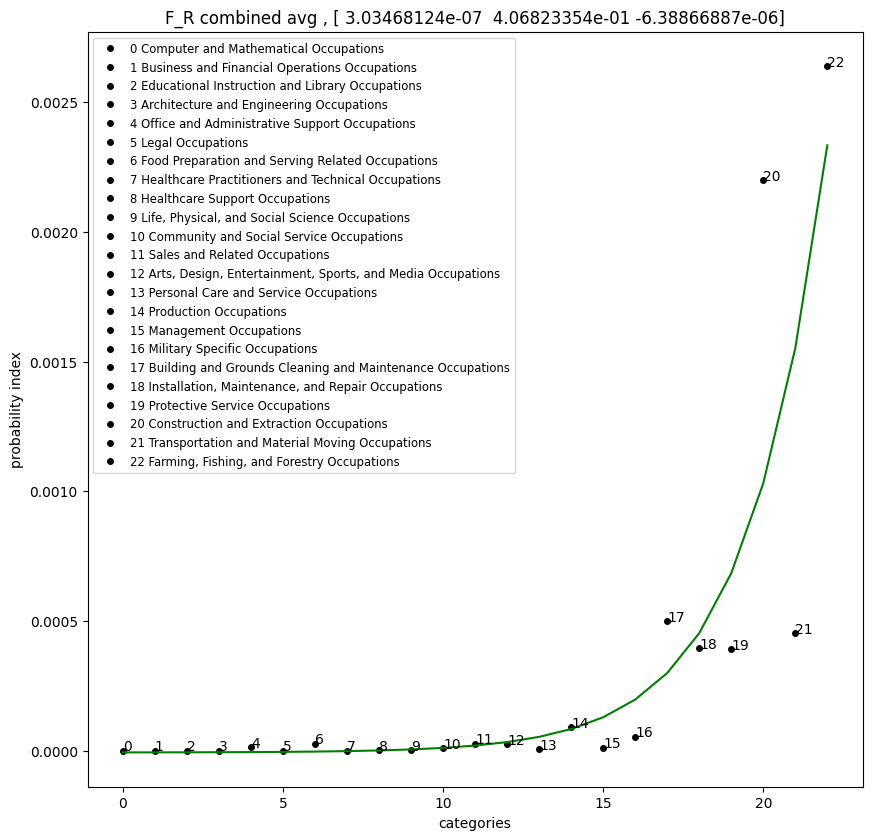 F_R combined avg , [ 3.03468124e-07 4.06823354e-01 -6.38866887e-06]
0 Computer and Mathematical Occupations
1 Business and Financial Operations Occupations
2 Educational Instruction and Library Occupations
3 Architecture and Engineering Occupations
4 Office and Administrative Support Occupations
5 Legal Occupations
6 Food Preparation and Serving Related Occupations
7 Healthcare Practitioners and Technical Occupations
8 Healthcare Support Occupations
9 Life, Physical, and Social Science Occupations
10 Community and Social Service Occupations
11 Sales and Related Occupations
12 Arts, Design, Entertainment, Sports, and Media Occupations
13 Personal Care and Service Occupations
14 Production Occupations
15 Management Occupations
16 Military Specific Occupations
17 Building and Grounds Cleaning and Maintenance Occupations
18 Installation, Maintenance, and Repair Occupations
19 Protective Service Occupations
20 Construction and Extraction Occupations
21 Transportation and Material Moving Occupations
22 Farming, Fishing, and Forestry Occupations
probability index
0.0025
0.0020
0.0015
0.0010
0.0005
0.0000
0
1
2
3
4
5
6
7
8
9
10
11
12
13
14
15
16
17
18
19
20
21
22
0
5
10
15
20
categories